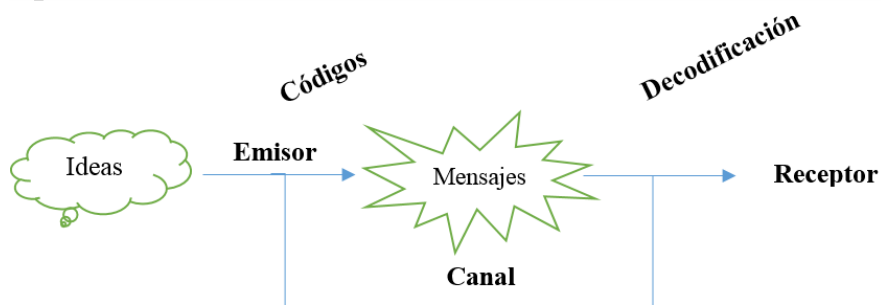 Códigos
Decodificación
Ideas
Emisor
Mensajes
Receptor
Canal